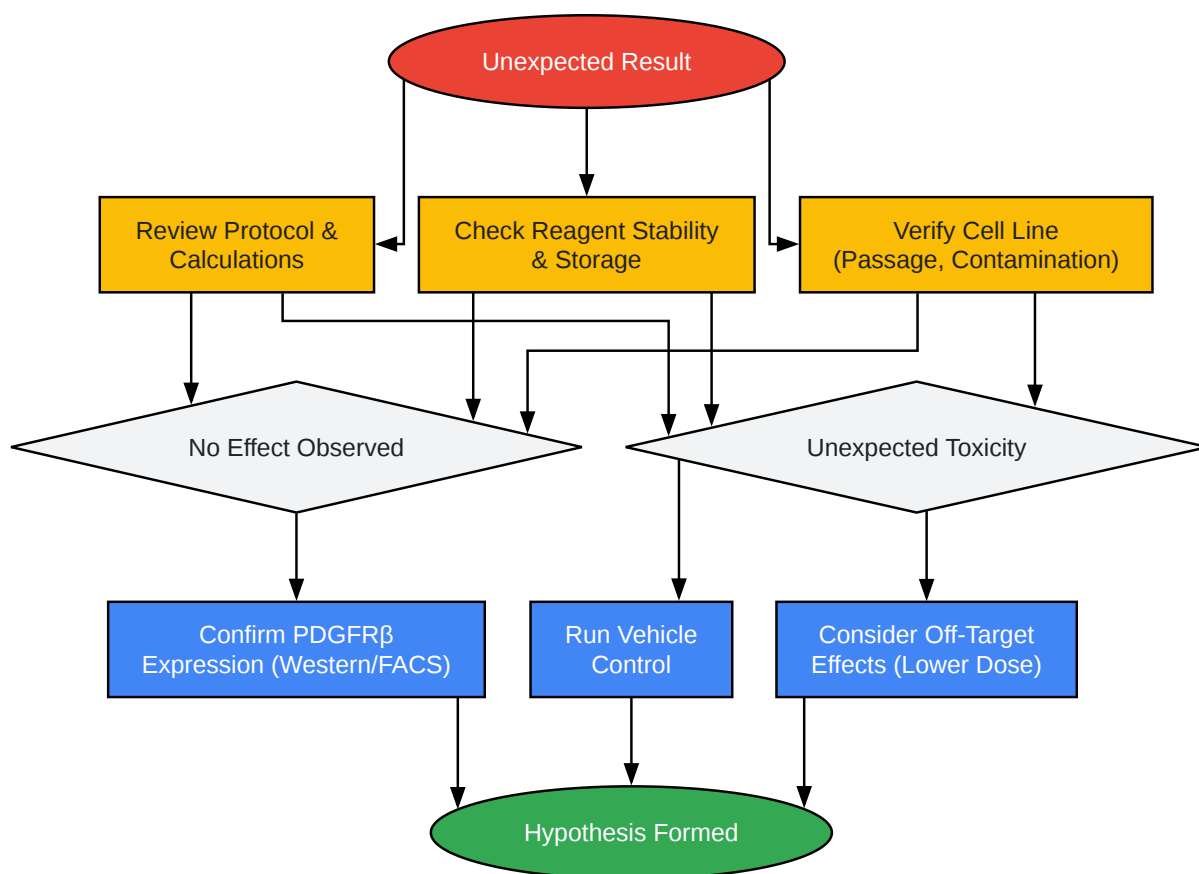 Unexpected Result
Review Protocol &
Calculations
Check Reagent Stability
& Storage
Verify Cell Line
(Passage, Contamination)
No Effect Observed
Unexpected Toxicity
Confirm PDGFRβ
Expression (Western/FACS)
Run Vehicle
Control
Consider Off-Target
Effects (Lower Dose)
Hypothesis Formed